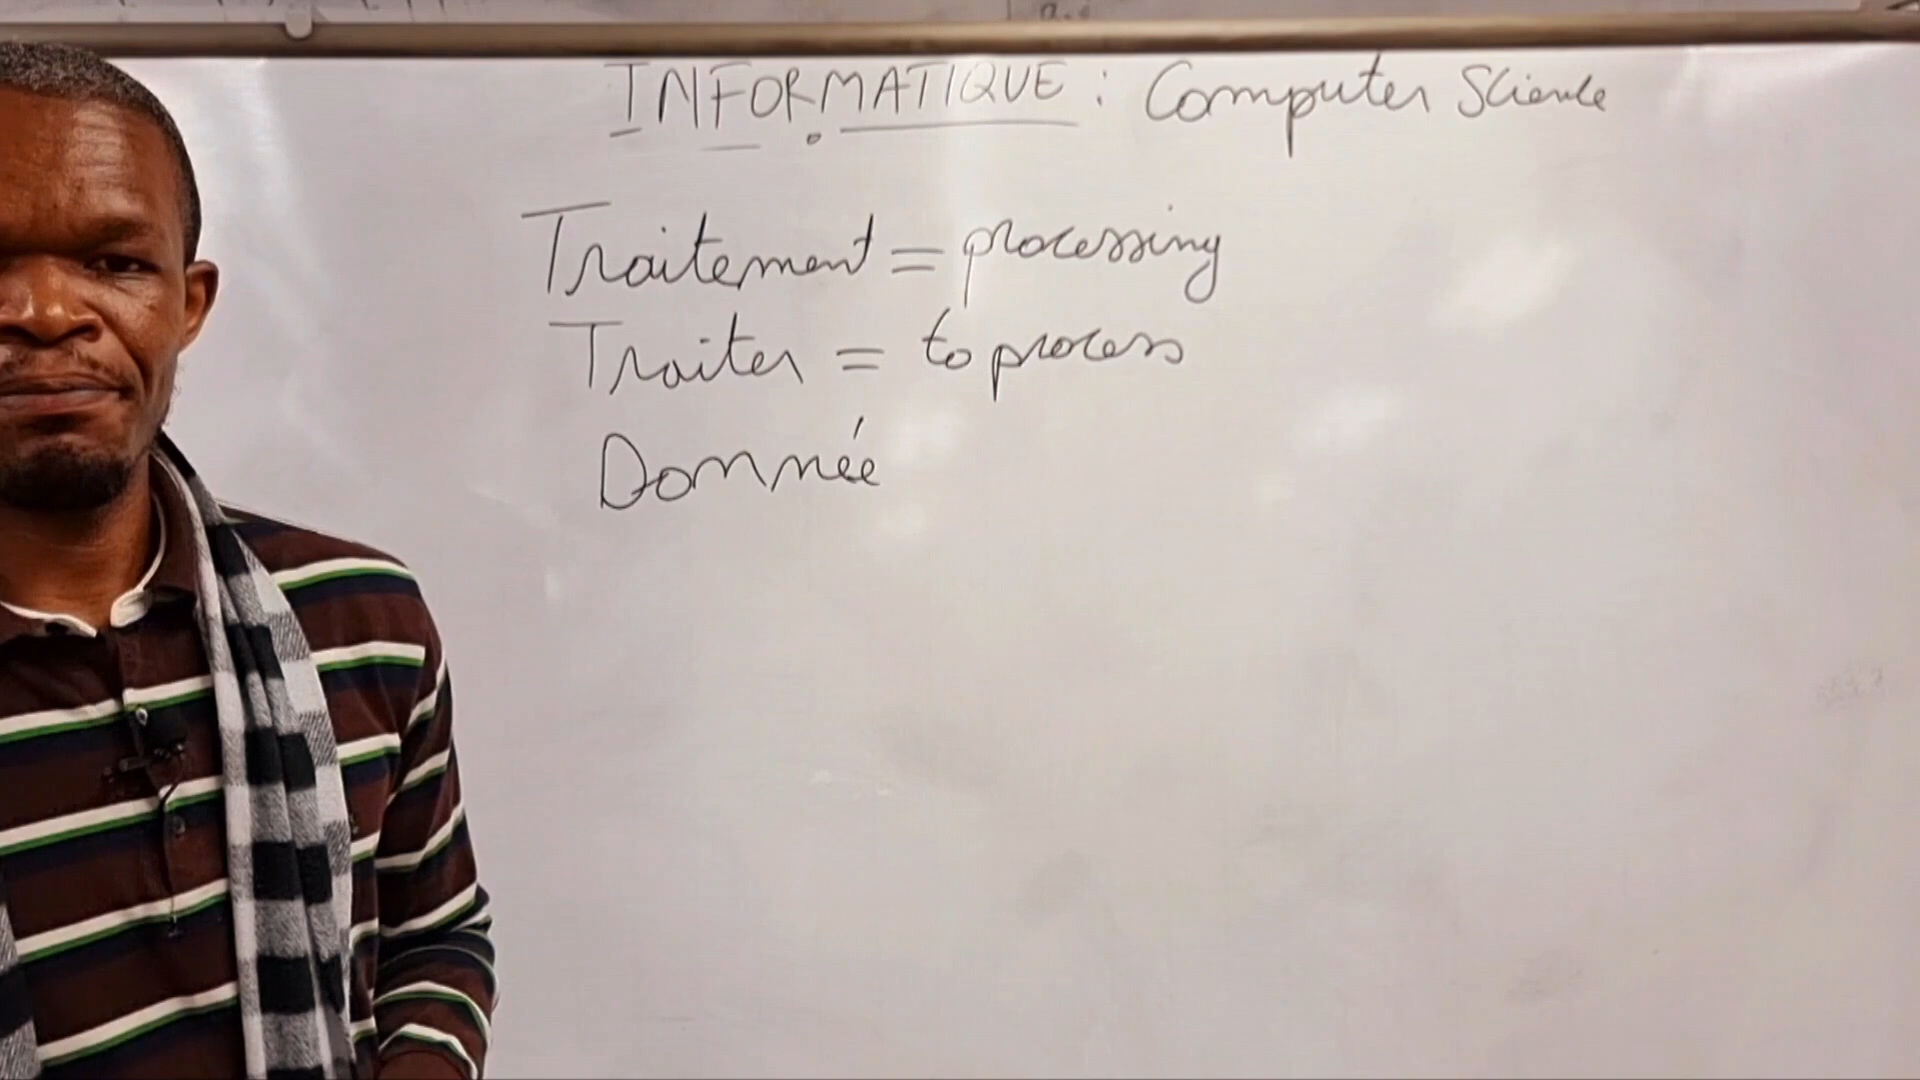 INFORMATIQUE : Computer Science
Traitement = processing
Traiter = to process
Donnée